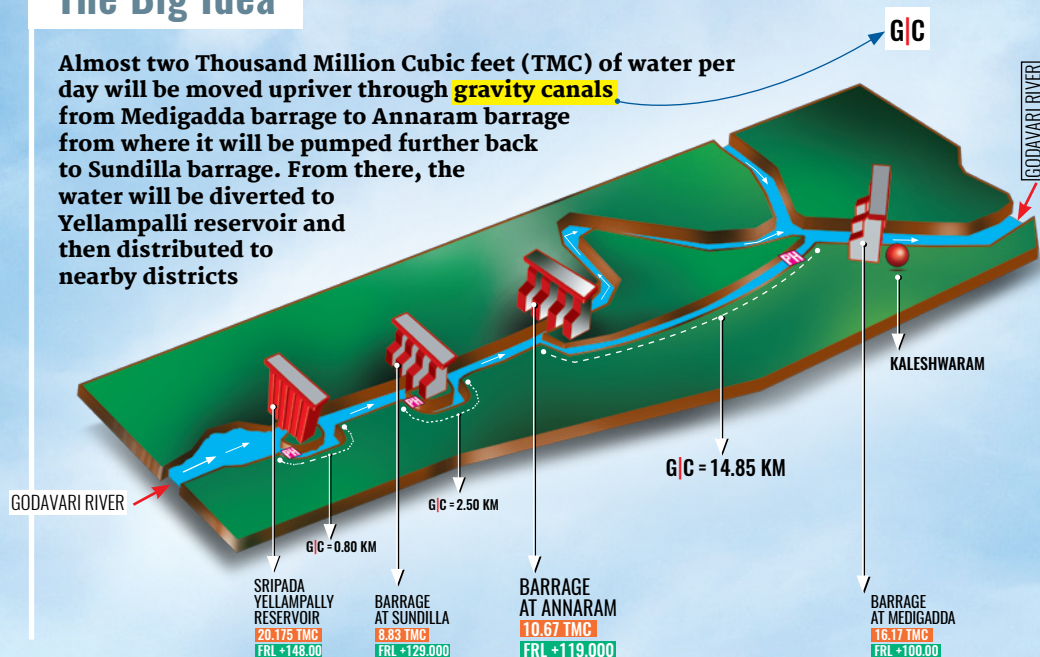 The Big Idea
Almost two Thousand Million Cubic feet (TMC) of water per
day will be moved upriver through gravity canals
from Medigadda barrage to Annaram barrage
from where it will be pumped further back
to Sundilla barrage. From there, the
water will be diverted to
Yellampalli reservoir and
then distributed to
nearby districts
G|C
GODAVARI RIVER
PH
KALESHWARAM
G|C = 14.85 KM
PH
G|C = 2.50 KM
PH
G|C = 0.80 KM
GODAVARI RIVER
SRIPADA
YELLAMPALLY
RESERVOIR
20.175 TMC
FRL +148.00
BARRAGE
AT SUNDILLA
8.83 TMC
FRL +129.000
BARRAGE
AT ANNARAM
10.67 TMC
FRL +119.000
BARRAGE
AT MEDIGADDA
16.17 TMC
FRL +100.00